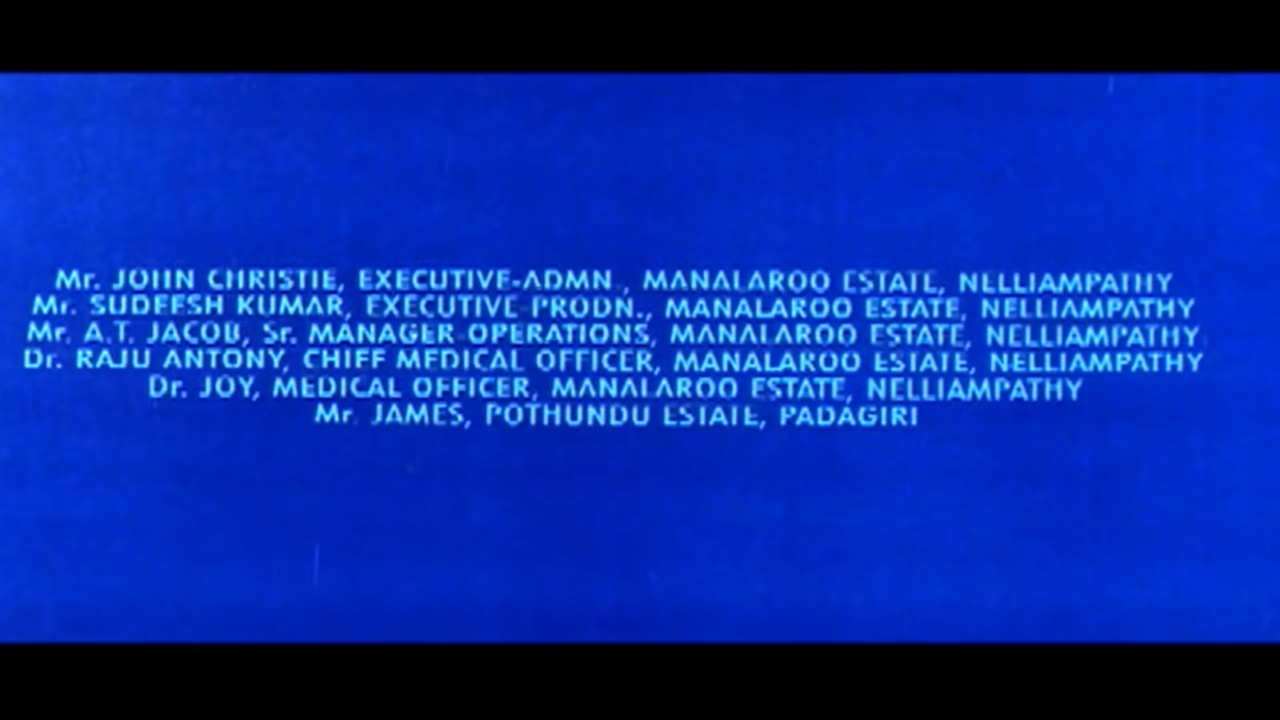 Mr. JOHN CHRISTIE, EXECUTIVE-ADMN., MANALAROO ESTATE, NELLIAMPATHY
Mr. SUDEESH KUMAR, EXECUTIVE-PRODN., MANALAROO ESTATE, NELLIAMPATHY
Mr. A.T. JACOB, Sr. MANAGER-OPERATIONS, MANALAROO ESTATE, NELLIAMPATHY
Dr. RAJU ANTONY, CHIEF MEDICAL OFFICER, MANALAROO ESTATE, NELLIAMPATHY
Dr. JOY, MEDICAL OFFICER, MANALAROO ESTATE, NELLIAMPATHY
Mr. JAMES, POTHUNDU ESTATE, PADAGIRI